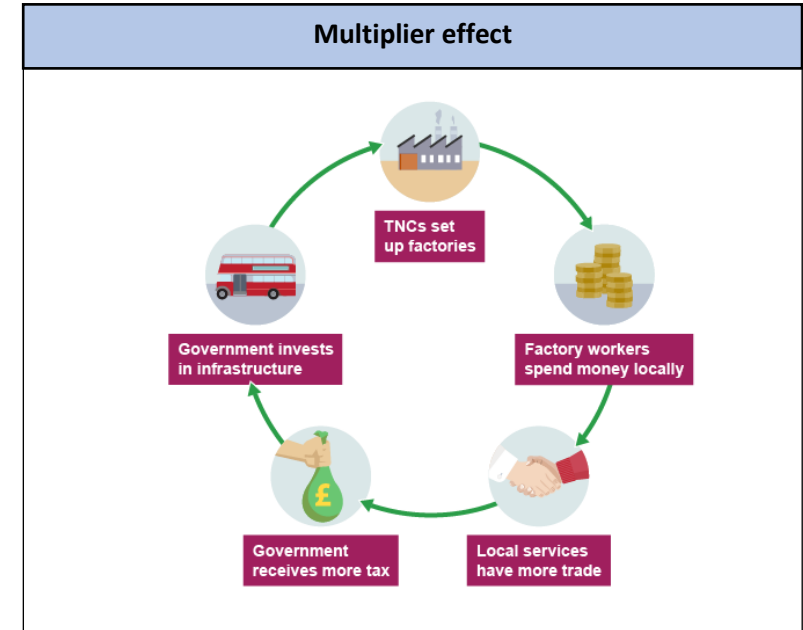 Multiplier effect
TNCs set
up factories
Factory workers
spend money locally
Local services
have more trade
£
Government
receives more tax
Government invests
in infrastructure